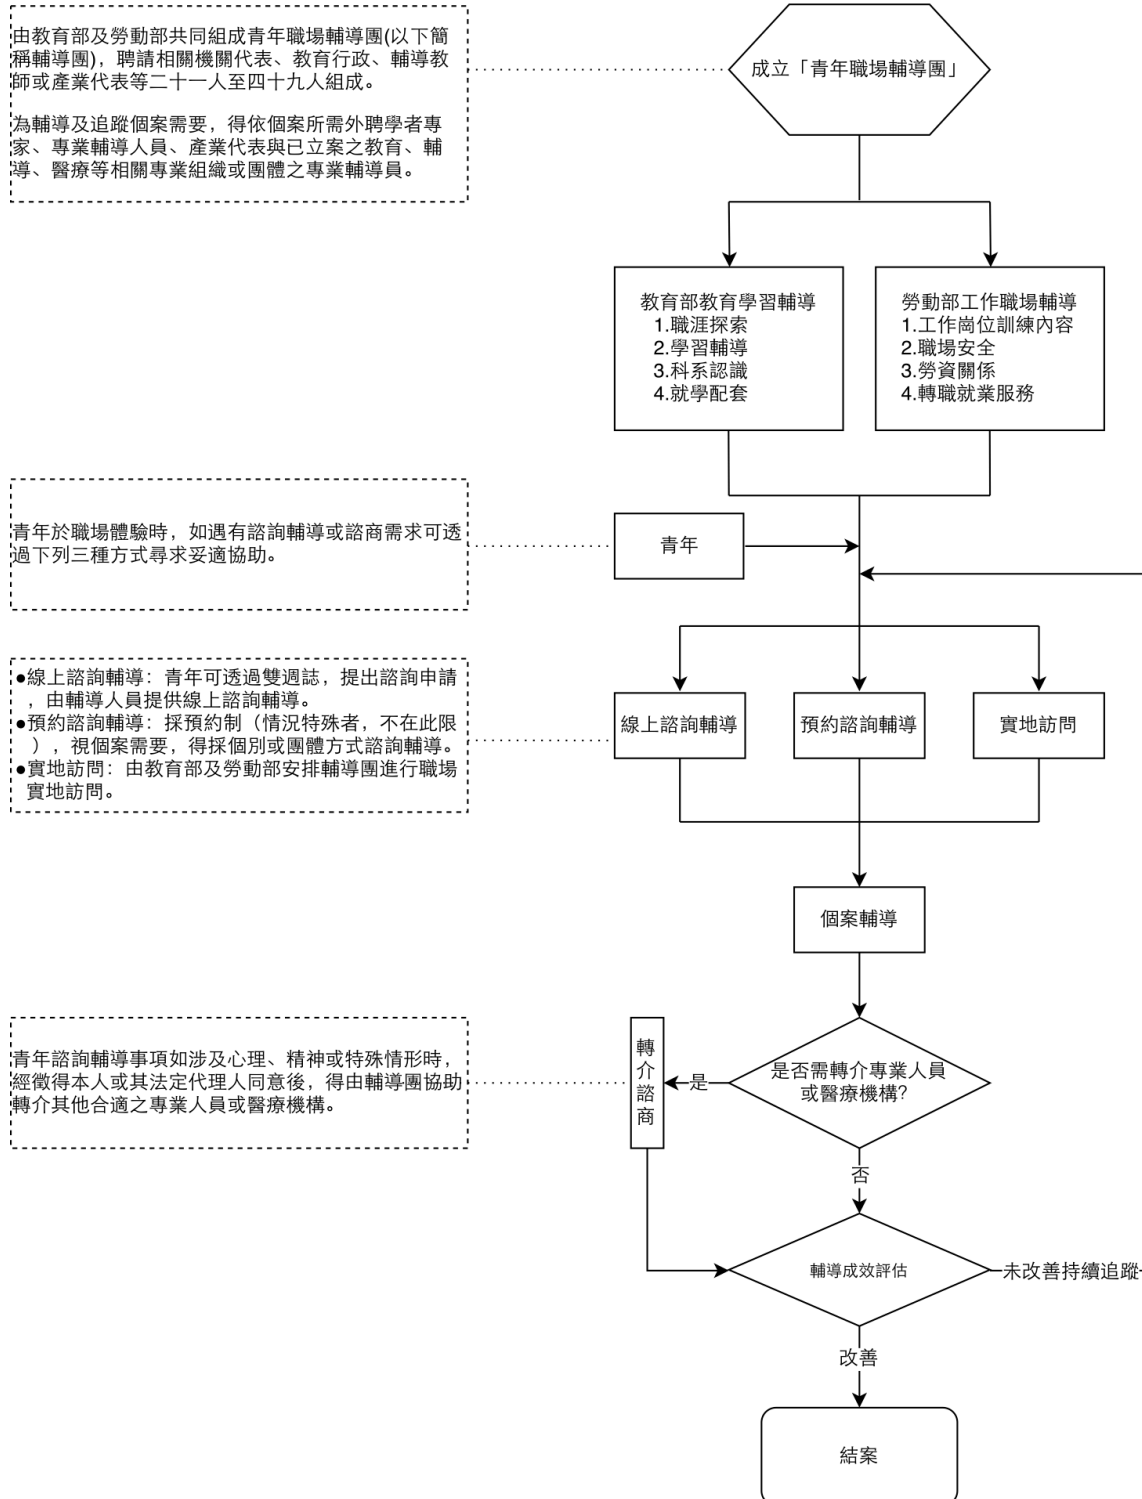 由教育部及勞動部共同組成青年職場輔導團(以下簡
稱輔導團)，聘請相關機關代表、教育行政、輔導教
師或產業代表等二十一人至四十九人組成。
為輔導及追蹤個案需要，得依個案所需外聘學者專
家、專業輔導人員、產業代表與已立案之教育、輔
導、醫療等相關專業組織或團體之專業輔導員。
成立「青年職場輔導團」
教育部教育學習輔導
1.職涯探索
2.學習輔導
3.科系認識
4.就學配套
勞動部工作職場輔導
1.工作崗位訓練內容
2.職場安全
3.勞資關係
4.轉職就業服務
青年於職場體驗時，如遇有諮詢輔導或諮商需求可透
過下列三種方式尋求妥適協助。
青年
●線上諮詢輔導：青年可透過雙週誌，提出諮詢申請
，由輔導人員提供線上諮詢輔導。
●預約諮詢輔導：採預約制（情況特殊者，不在此限
），視個案需要，得採個別或團體方式諮詢輔導。
●實地訪問：由教育部及勞動部安排輔導團進行職場
實地訪問。
線上諮詢輔導
預約諮詢輔導
實地訪問
個案輔導
青年諮詢輔導事項如涉及心理、精神或特殊情形時，
經徵得本人或其法定代理人同意後，得由輔導團協助
轉介其他合適之專業人員或醫療機構。
轉介諮商
是
是否需轉介專業人員
或醫療機構?
否
輔導成效評估
未改善持續追蹤
改善
結案